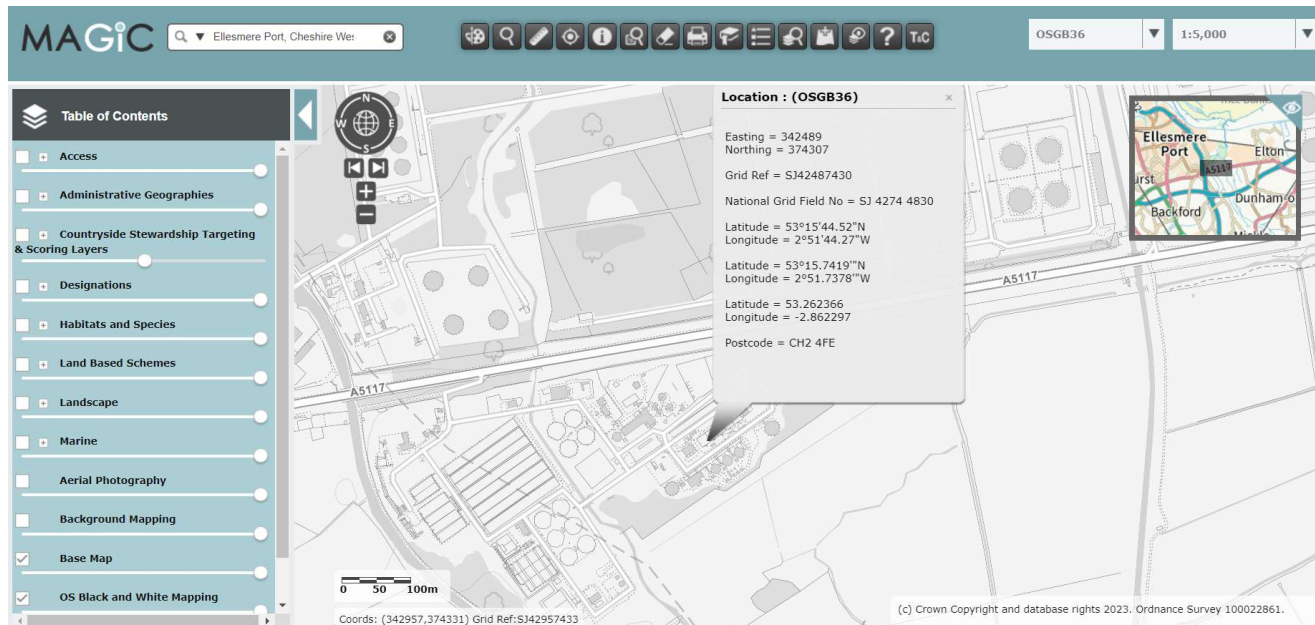 MAGiC
Ellesmere Port, Cheshire Wes
T&C
OSGB36
1:5,000
Table of Contents
Access
Administrative Geographies
Countryside Stewardship Targeting
& Scoring Layers
Designations
Habitats and Species
Land Based Schemes
Landscape
Marine
Aerial Photography
Background Mapping
Base Map
OS Black and White Mapping
N
W E
S
Location : (OSGB36)
Easting = 342489
Northing = 374307
Grid Ref = SJ42487430
National Grid Field No = SJ 4274 4830
Latitude = 53°15'44.52"N
Longitude = 2°51'44.27"W
Latitude = 53°15.7419'"N
Longitude = 2°51.7378'"W
Latitude = 53.262366
Longitude = -2.862297
Postcode = CH2 4FE
Ellesmere
Port
Elton
A5117
Backford
Dunham-o
A5117
A5117
0 50 100m
Coords: (342957,374331) Grid Ref:SJ42957433
(c) Crown Copyright and database rights 2023. Ordnance Survey 100022861.